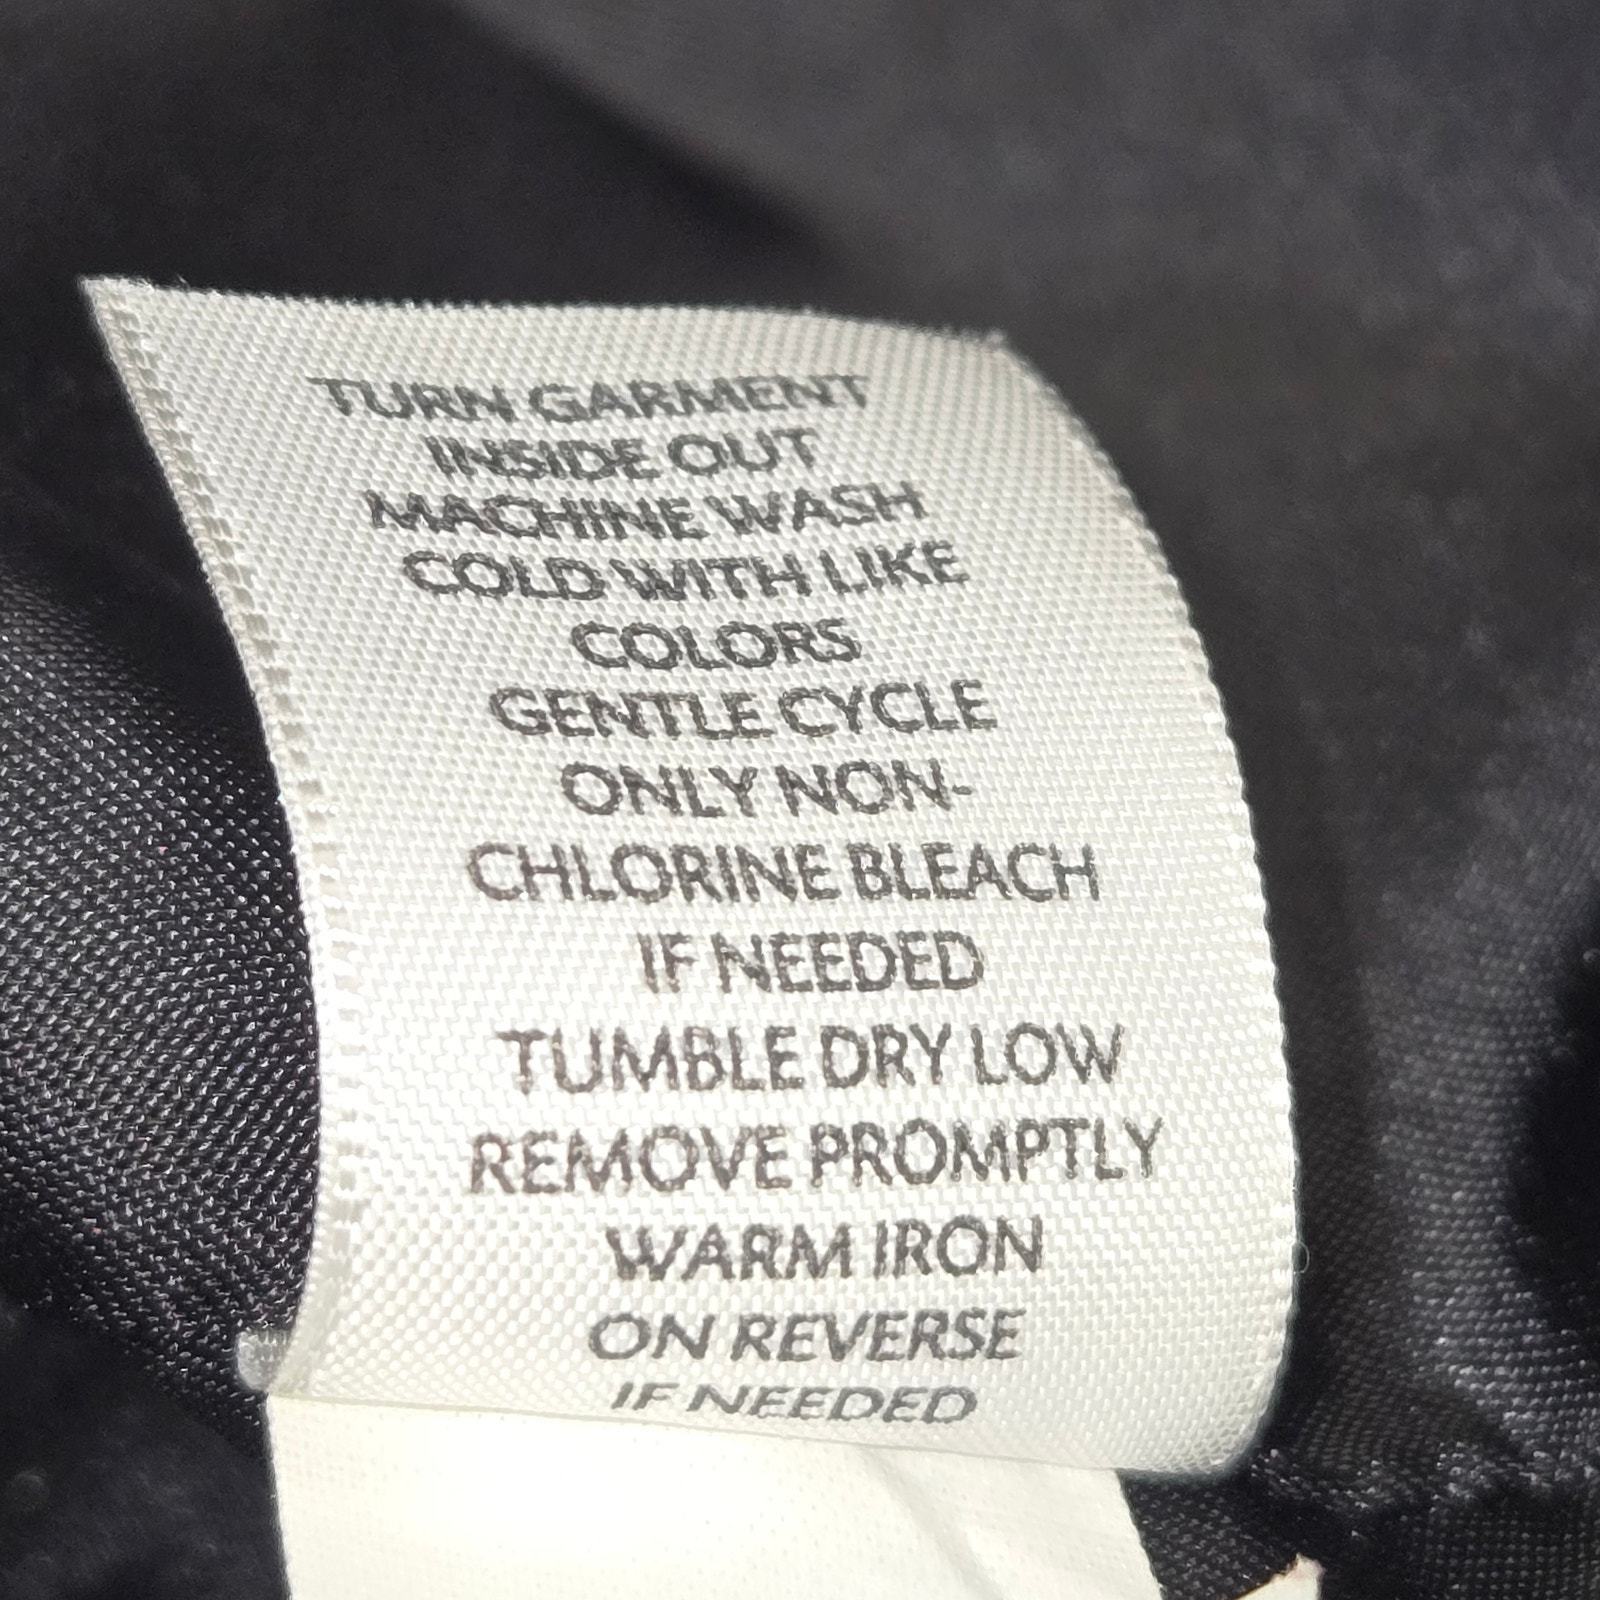 TURN GARMENT
INSIDE OUT
MACHINE WASH
COLD WITH LIKE
COLORS
GENTLE CYCLE
ONLY NON-
CHLORINE BLEACH
IF NEEDED
TUMBLE DRY LOW
REMOVE PROMPTLY
WARM IRON
ON REVERSE
IF NEEDED